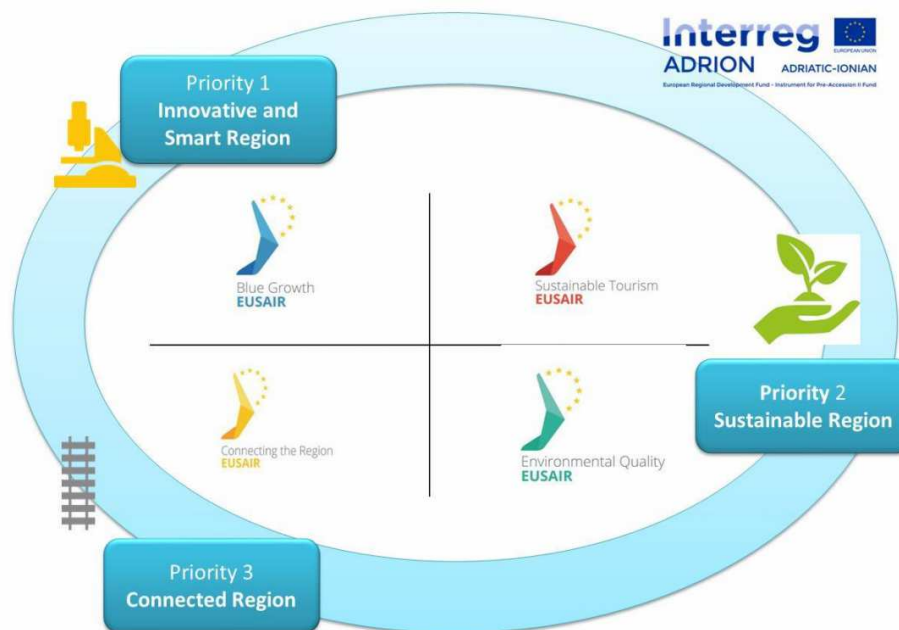 Interreg
EUROPEAN UNION
ADRION ADRIATIC-IONIAN
European Regional Development Fund - Instrument for Pre-Accession II Fund
Priority 1
Innovative and
Smart Region
Blue Growth
EUSAIR
Sustainable Tourism
EUSAIR
Connecting the Region
EUSAIR
Environmental Quality
EUSAIR
Priority 2
Sustainable Region
Priority 3
Connected Region